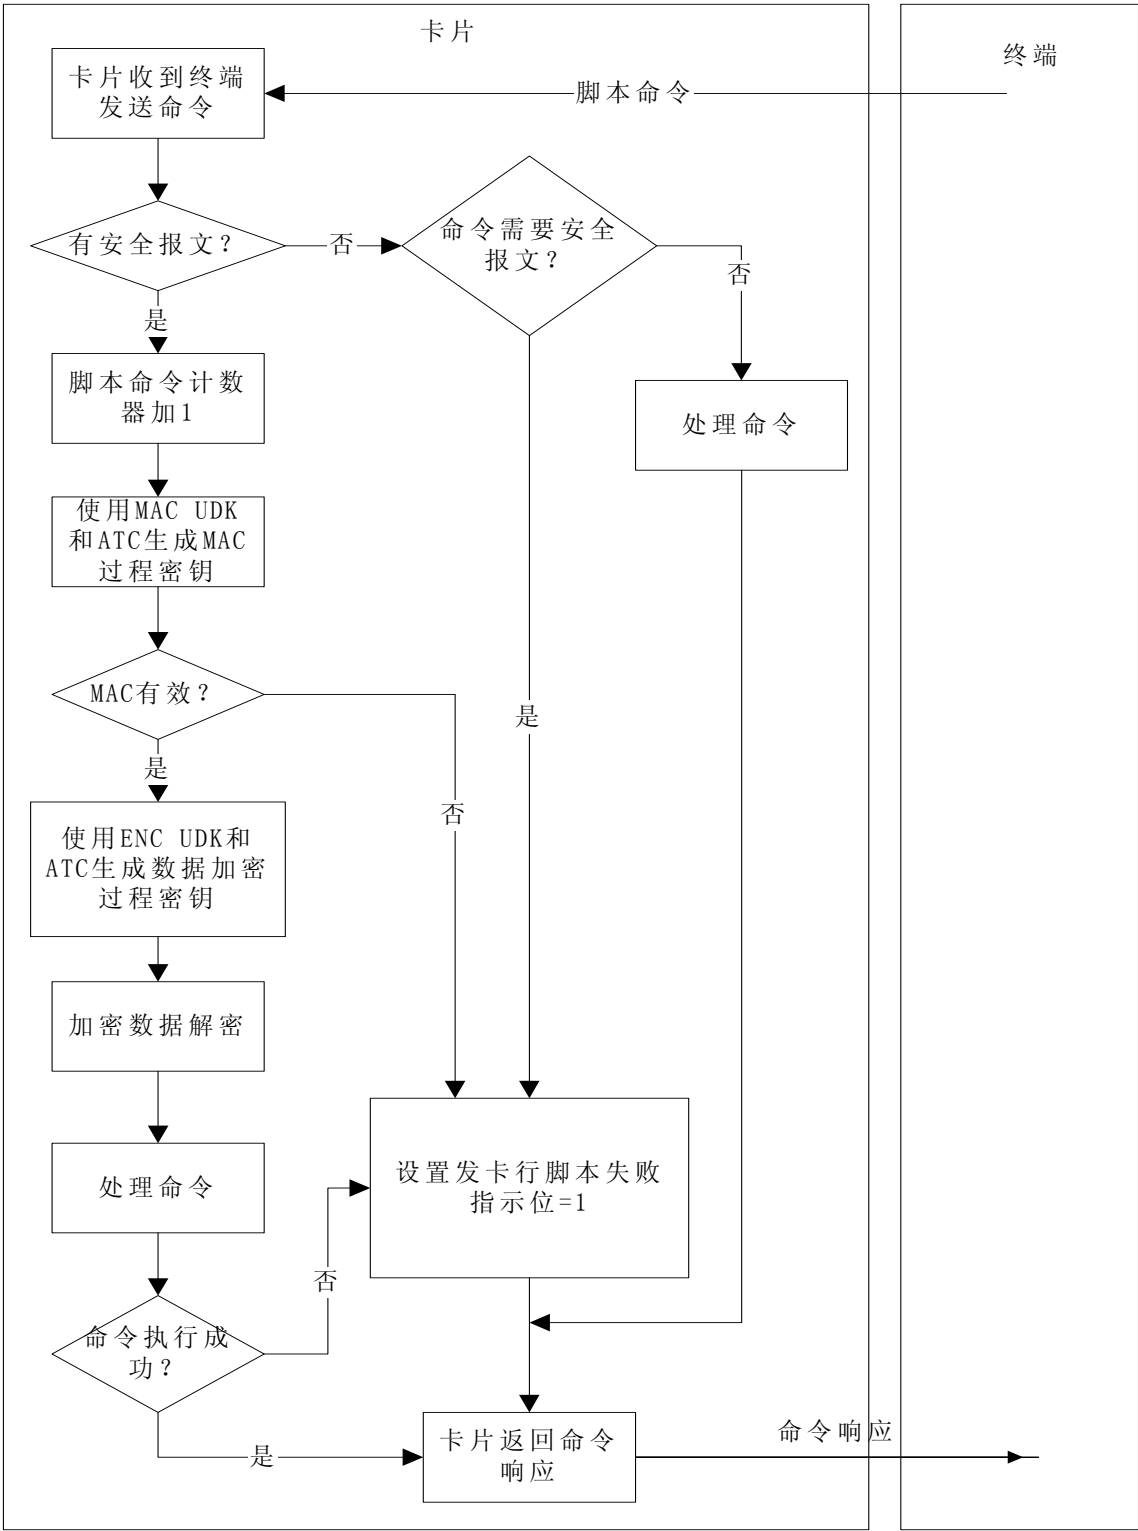 卡片
终端
卡片收到终端
发送命令
脚本命令
有安全报文？
否
命令需要安全
报文？
否
是
脚本命令计数
器加1
处理命令
使用MAC UDK
和ATC生成MAC
过程密钥
MAC有效？
是
是
否
使用ENC UDK和
ATC生成数据加密
过程密钥
加密数据解密
处理命令
设置发卡行脚本失败
指示位=1
否
命令执行成
功？
是
卡片返回命令
响应
命令响应